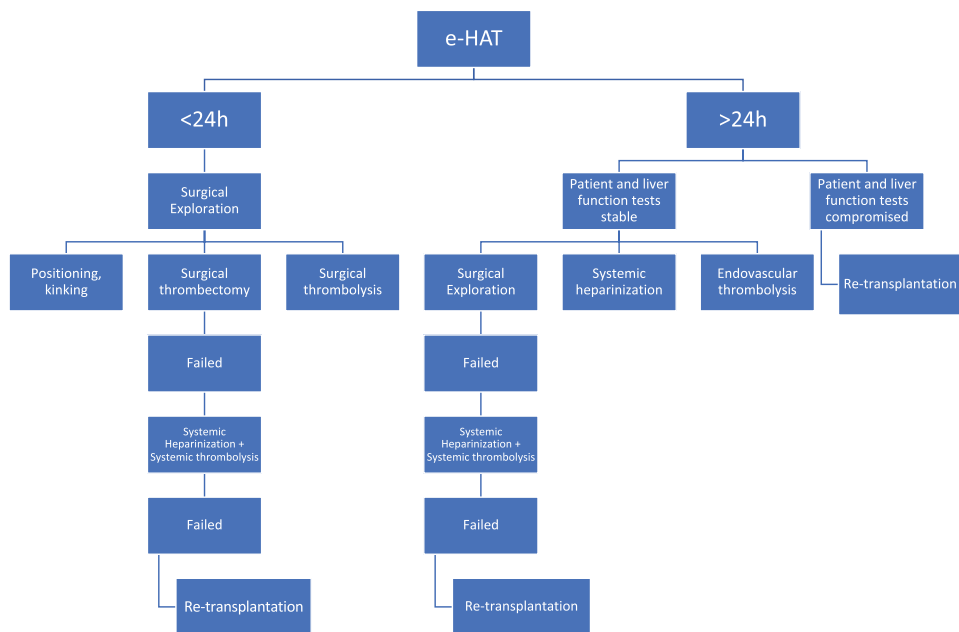 e-HAT
<24h
>24h
Surgical
Exploration
Patient and liver
function tests
stable
Patient and liver
function tests
compromised
Positioning,
kinking
Surgical
thrombectomy
Surgical
thrombolysis
Surgical
Exploration
Systemic
heparinization
Endovascular
thrombolysis
Re-transplantation
Failed
Failed
Systemic
Heparinization +
Systemic thrombolysis
Systemic
Heparinization +
Systemic thrombolysis
Failed
Failed
Re-transplantation
Re-transplantation